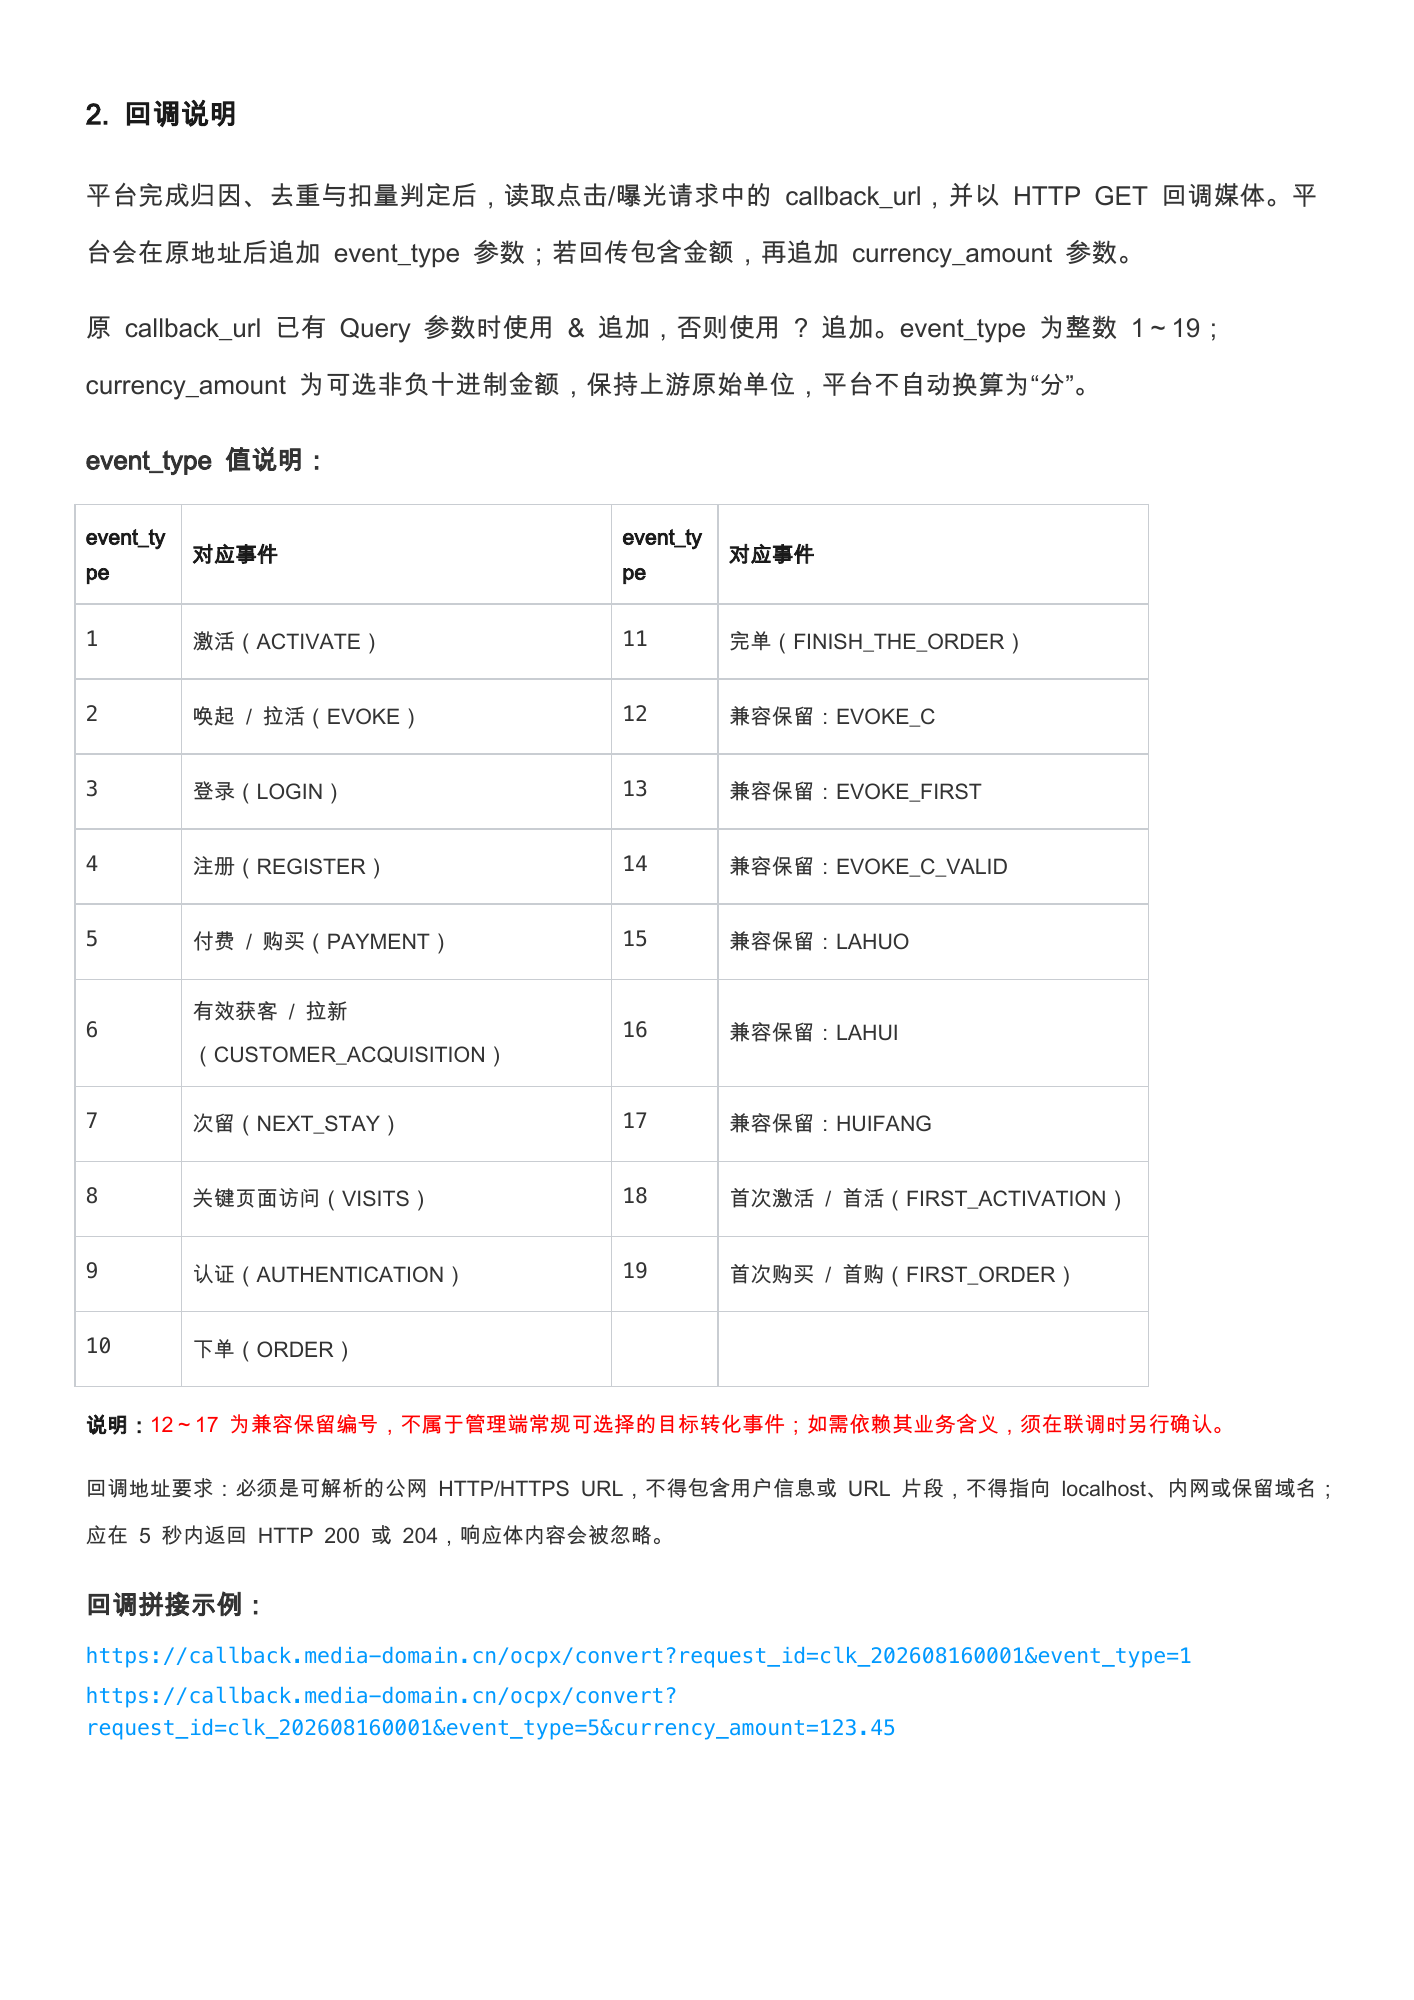 2. 回调说明
平台完成归因、去重与扣量判定后，读取点击/曝光请求中的 callback_url，并以 HTTP GET 回调媒体。平
台会在原地址后追加 event_type 参数；若回传包含金额，再追加 currency_amount 参数。
原 callback_url 已有 Query 参数时使用 & 追加，否则使用 ? 追加。event_type 为整数 1～19；
currency_amount 为可选非负十进制金额，保持上游原始单位，平台不自动换算为“分”。
event_type 值说明：
event_ty
pe
对应事件
event_ty
pe
对应事件
1 激活（ACTIVATE） 11 完单（FINISH_THE_ORDER）
2 唤起 / 拉活（EVOKE） 12 兼容保留：EVOKE_C
3 登录（LOGIN） 13 兼容保留：EVOKE_FIRST
4 注册（REGISTER） 14 兼容保留：EVOKE_C_VALID
5 付费 / 购买（PAYMENT） 15 兼容保留：LAHUO
6 有效获客 / 拉新
（CUSTOMER_ACQUISITION） 16 兼容保留：LAHUI
7 次留（NEXT_STAY） 17 兼容保留：HUIFANG
8 关键页面访问（VISITS） 18 首次激活 / 首活（FIRST_ACTIVATION）
9 认证（AUTHENTICATION） 19 首次购买 / 首购（FIRST_ORDER）
10 下单（ORDER）
说明：12～17 为兼容保留编号，不属于管理端常规可选择的目标转化事件；如需依赖其业务含义，须在联调时另行确认。
回调地址要求：必须是可解析的公网 HTTP/HTTPS URL，不得包含用户信息或 URL 片段，不得指向 localhost、内网或保留域名；
应在 5 秒内返回 HTTP 200 或 204，响应体内容会被忽略。
回调拼接示例：
https://callback.media-domain.cn/ocpx/convert?request_id=clk_202608160001&event_type=1
https://callback.media-domain.cn/ocpx/convert?
request_id=clk_202608160001&event_type=5&currency_amount=123.45